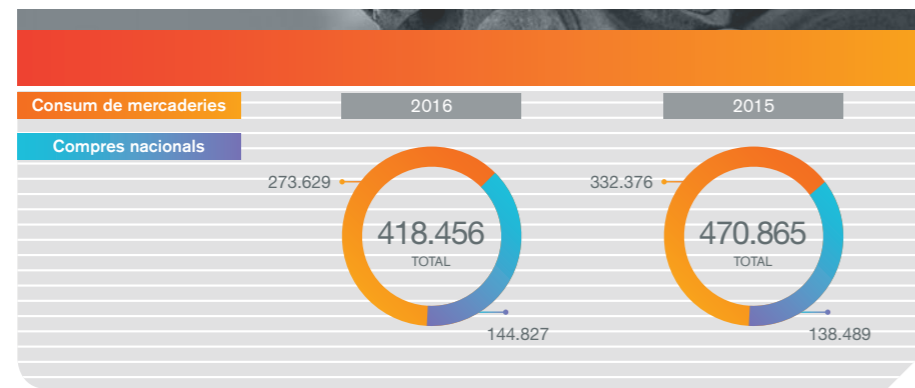 Consum de mercaderies
2016
2015
Compres nacionals
273.629
332.376
418.456
TOTAL
470.865
TOTAL
144.827
138.489